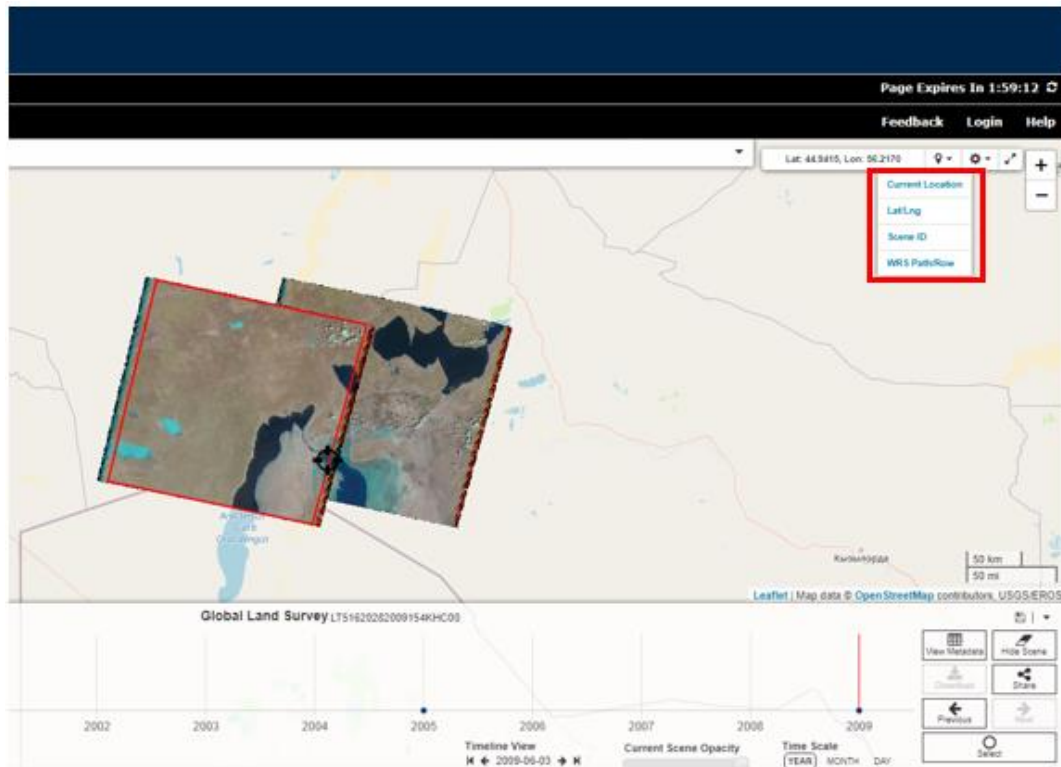 Page Expires In 1:59:12
Feedback Login Help
Lat: 44.9415, Lon: 56.2170
+
−
Current Location
Lat/Lng
Scene ID
WRS Path/Row
Кызылорда
50 km
50 mi
Leaflet | Map data © OpenStreetMap contributors, USGS/EROS
Global Land Survey LT51620282009154KHC00
View Metadata
Hide Scene
Download
Share
Previous
Next
Select
2002 2003 2004 2005 2006 2007 2008 2009
Timeline View
2009-06-03
Current Scene Opacity
Time Scale
YEAR MONTH DAY